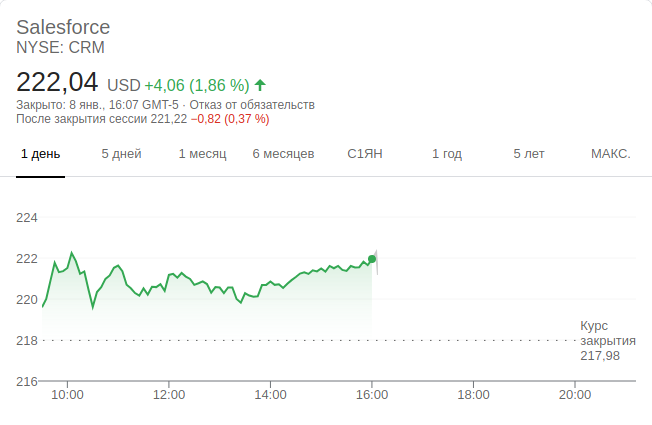 Salesforce
NYSE: CRM
222,04 USD +4,06 (1,86 %)
Закрыто: 8 янв., 16:07 GMT-5 · Отказ от обязательств
После закрытия сессии 221,22 −0,82 (0,37 %)
1 день 5 дней 1 месяц 6 месяцев С1ЯН 1 год 5 лет МАКС.
224
222
220
218
216
Курс
закрытия
217,98
10:00 12:00 14:00 16:00 18:00 20:00